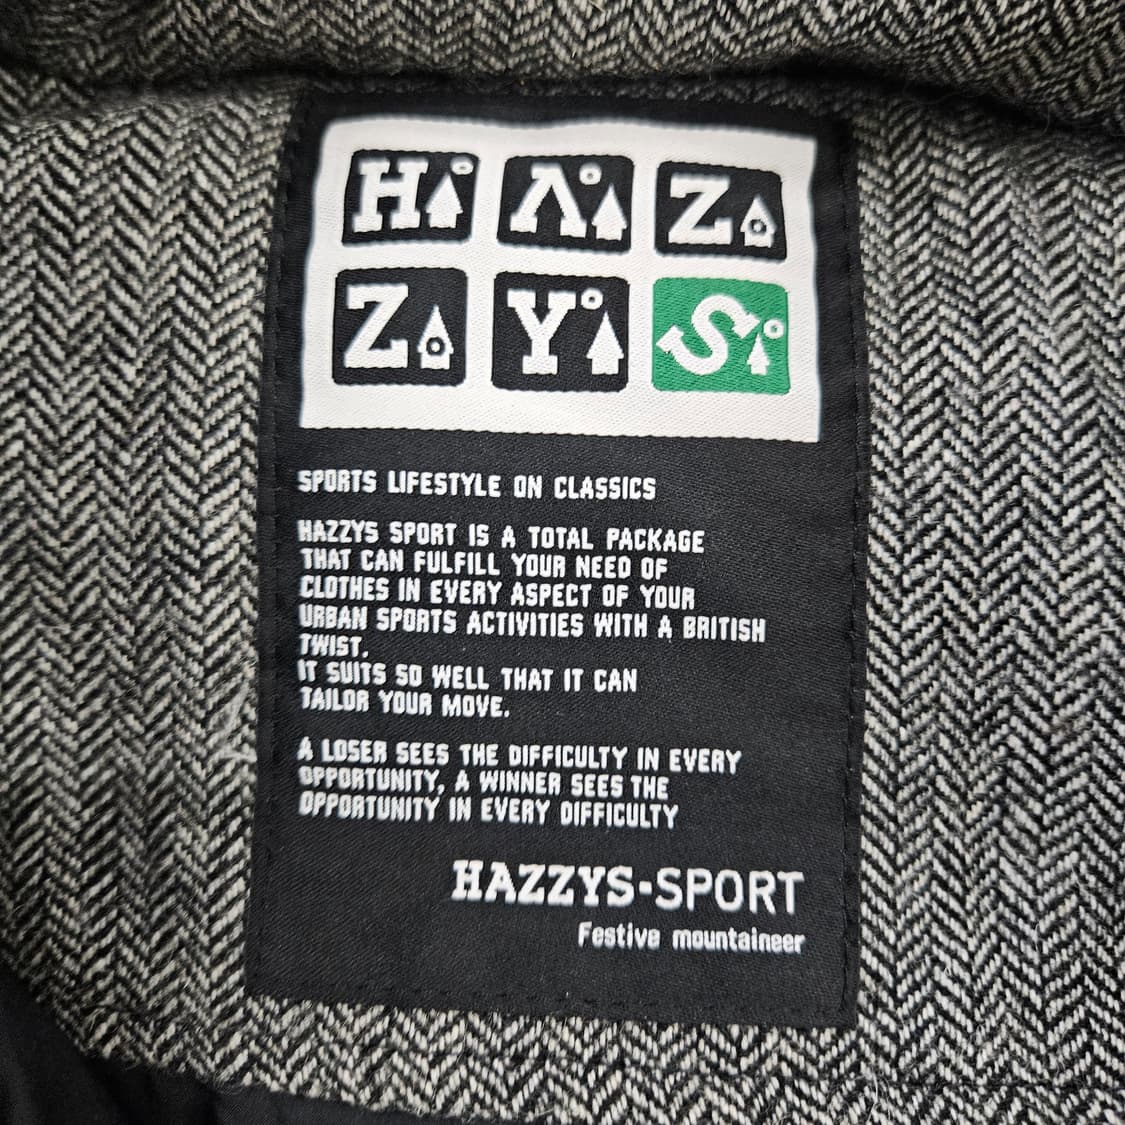 HAZ
ZYS
SPORTS LIFESTYLE ON CLASSICS
HAZZYS SPORT IS A TOTAL PACKAGE
THAT CAN FULFILL YOUR NEED OF
CLOTHES IN EVERY ASPECT OF YOUR
URBAN SPORTS ACTIVITIES WITH A BRITISH
TWIST.
IT SUITS SO WELL THAT IT CAN
TAILOR YOUR MOVE.
A LOSER SEES THE DIFFICULTY IN EVERY
OPPORTUNITY, A WINNER SEES THE
OPPORTUNITY IN EVERY DIFFICULTY
HAZZYS-SPORT
Festive mountaineer